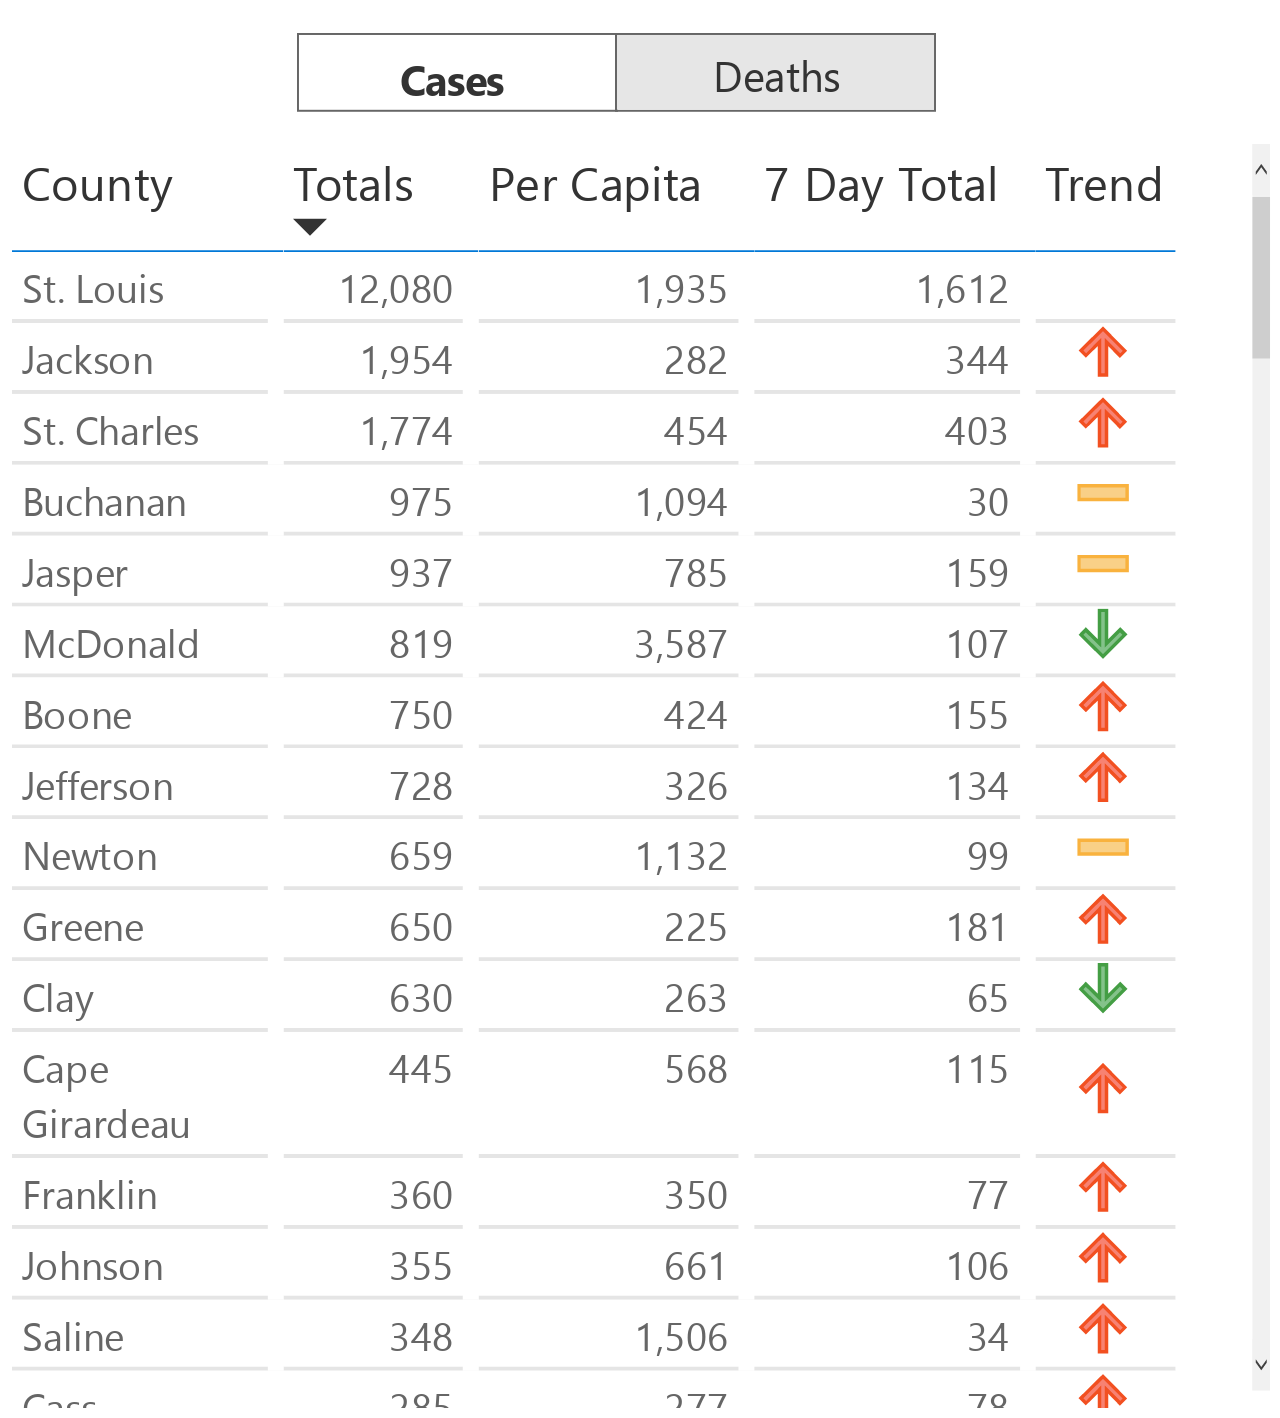 Cases Deaths
County Totals Per Capita 7 Day Total Trend
St. Louis 12,080 1,935 1,612
Jackson 1,954 282 344
St. Charles 1,774 454 403
Buchanan 975 1,094 30
Jasper 937 785 159
McDonald 819 3,587 107
Boone 750 424 155
Jefferson 728 326 134
Newton 659 1,132 99
Greene 650 225 181
Clay 630 263 65
Cape 445 568 115
Girardeau
Franklin 360 350 77
Johnson 355 661 106
Saline 348 1,506 34
Cass 285 277 78